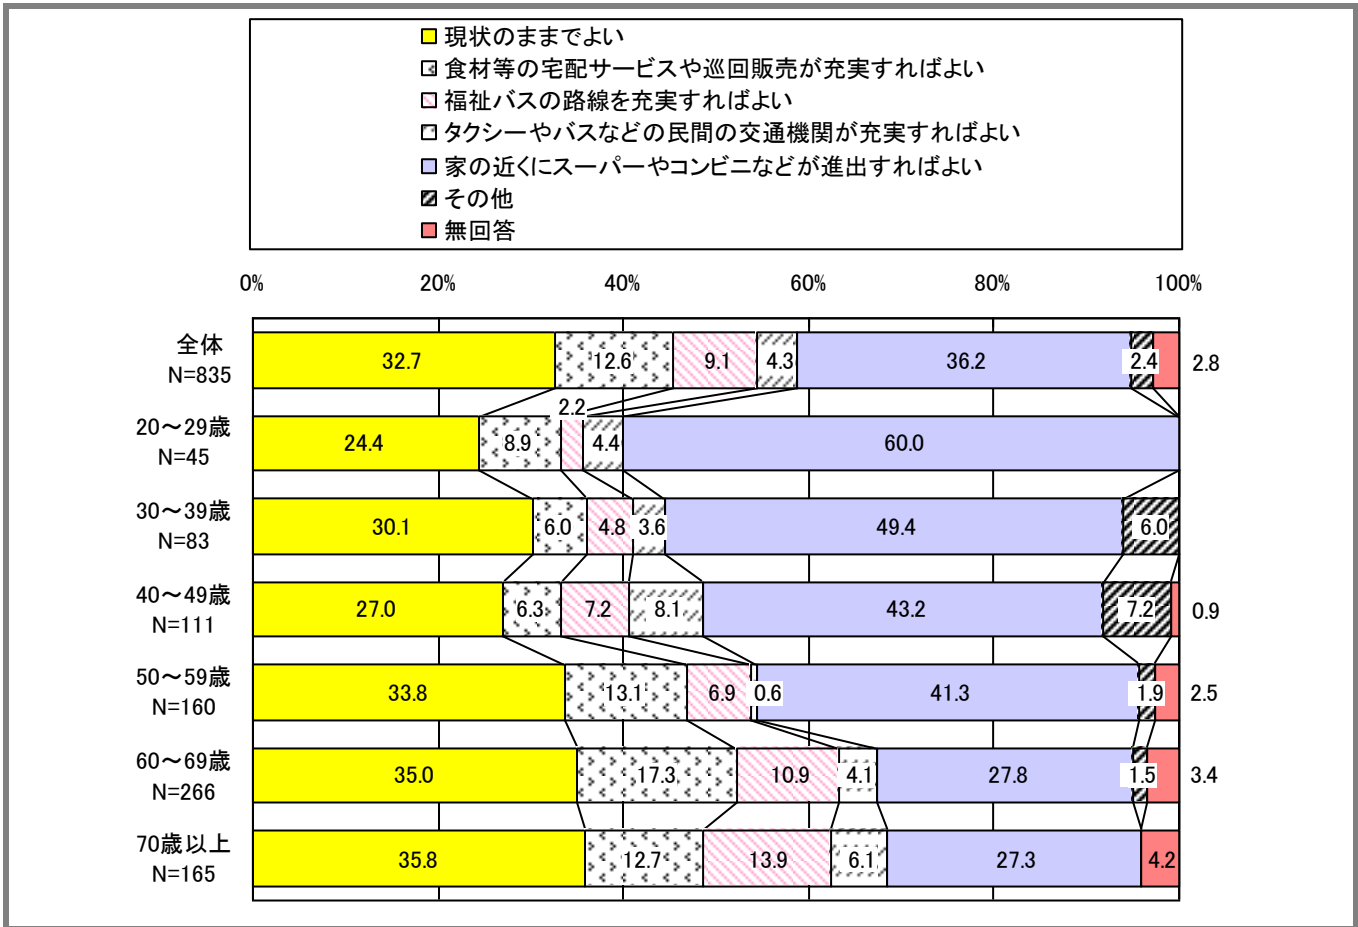 現状のままでよい
食材等の宅配サービスや巡回販売が充実すればよい
福祉バスの路線を充実すればよい
タクシーやバスなどの民間の交通機関が充実すればよい
家の近くにスーパーやコンビニなどが進出すればよい
その他
無回答
0% 20% 40% 60% 80% 100%
全体
N=835
32.7 12.6 9.1 4.3 36.2 2.4 2.8
20～29歳
N=45
24.4 8.9 2.2 4.4 60.0
30～39歳
N=83
30.1 6.0 4.8 3.6 49.4 6.0
40～49歳
N=111
27.0 6.3 7.2 8.1 43.2 7.2 0.9
50～59歳
N=160
33.8 13.1 6.9 0.6 41.3 1.9 2.5
60～69歳
N=266
35.0 17.3 10.9 4.1 27.8 1.5 3.4
70歳以上
N=165
35.8 12.7 13.9 6.1 27.3 4.2